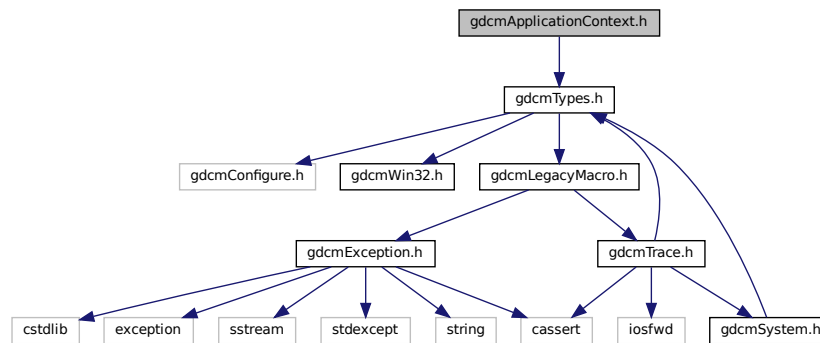 gdcmApplicationContext.h
gdcmTypes.h
gdcmConfigure.h
gdcmWin32.h
gdcmLegacyMacro.h
gdcmException.h
gdcmTrace.h
cstdlib
exception
sstream
stdexcept
string
cassert
iosfwd
gdcmSystem.h